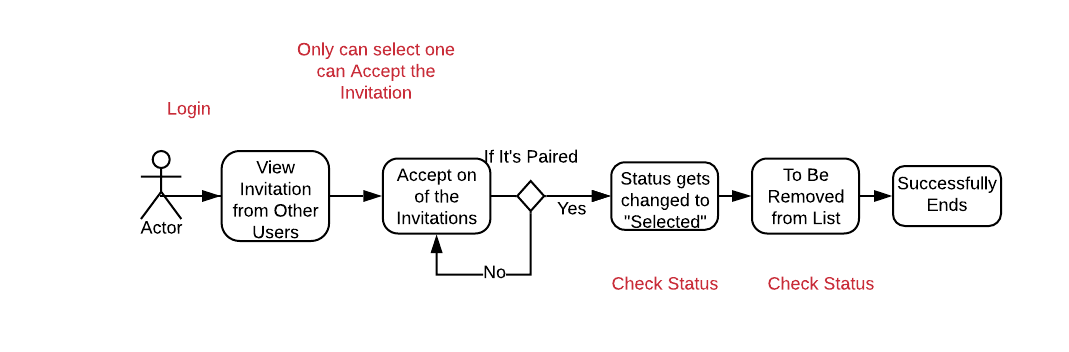 Only can select one
can Accept the
Invitation
Login
If It's Paired
View
Invitation
from Other
Users
Accept on
of the
Invitations
Status gets
changed to
"Selected"
To Be
Removed
from List
Successfully
Ends
Yes
Actor
No
Check Status
Check Status